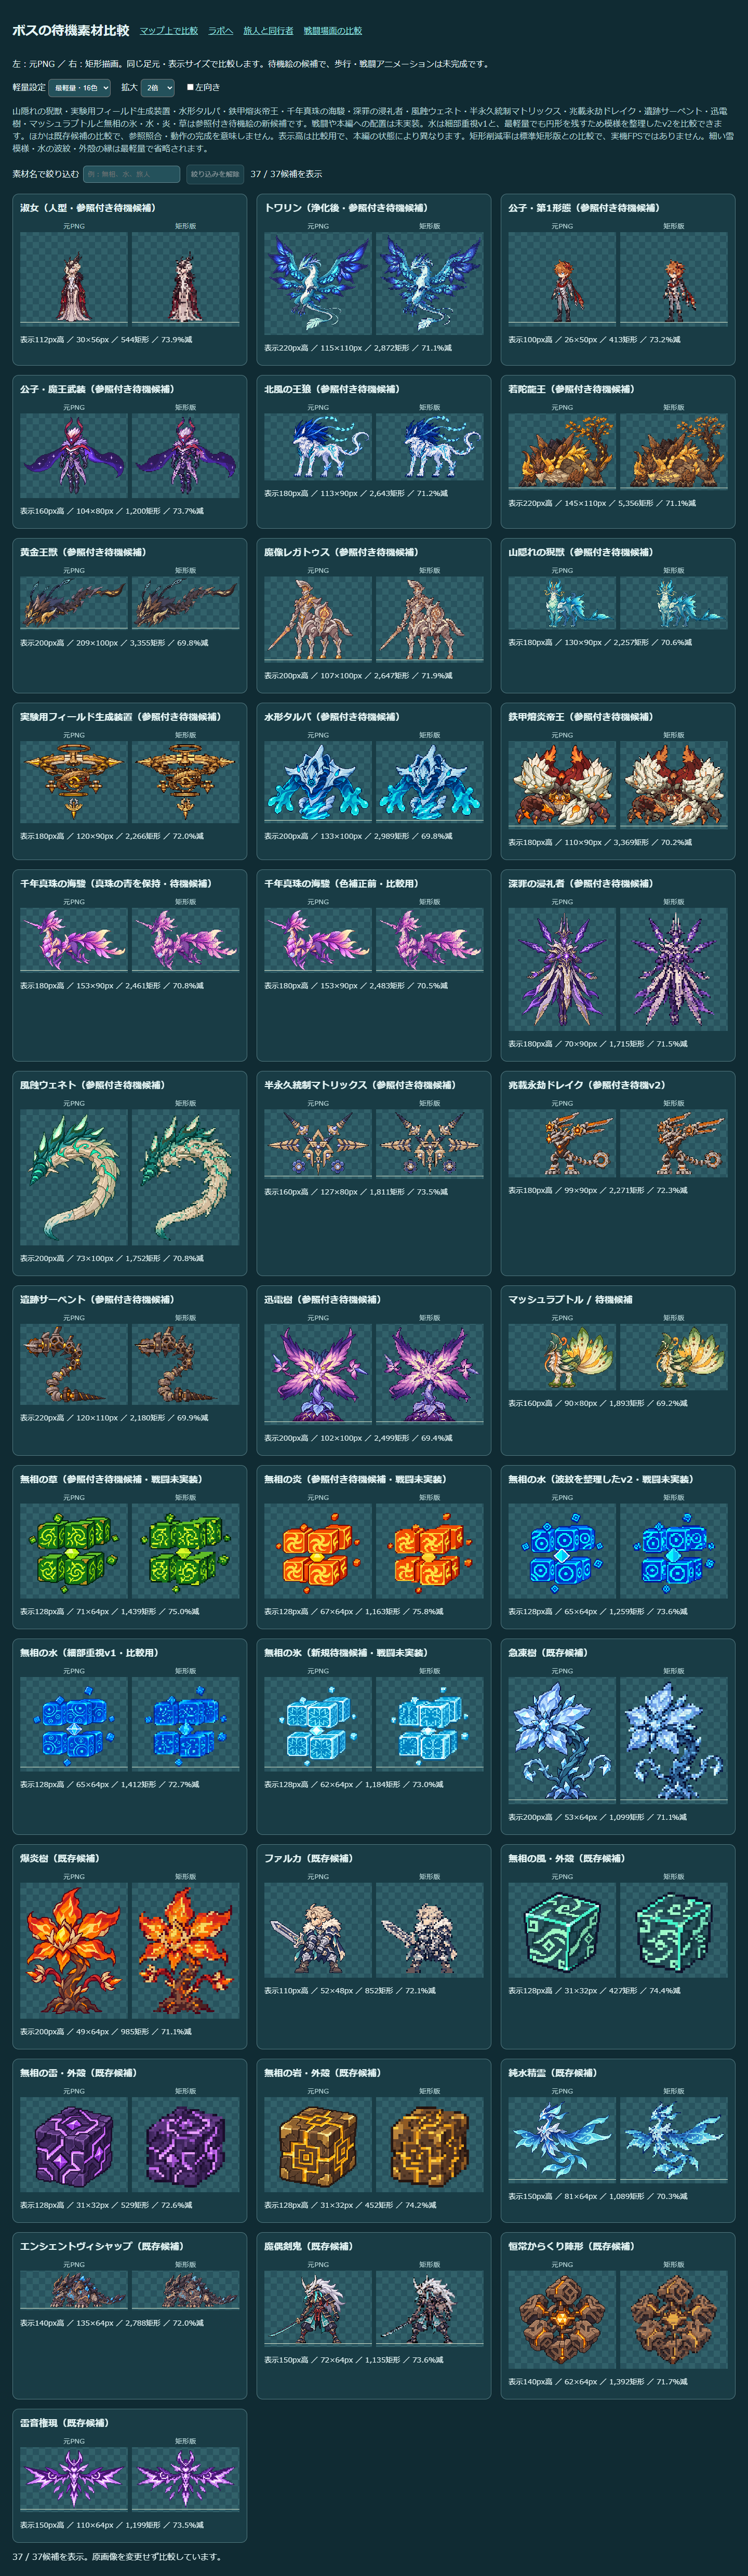 ボスの待機素材比較 マップ上で比較 ラボへ 旅人と同行者 戦闘場面の比較
左：元PNG ／ 右：矩形描画。同じ足元・表示サイズで比較します。待機絵の候補で、歩行・戦闘アニメーションは未完成です。
軽量設定 最軽量・16色 拡大 2倍 左向き
山隠れの猊獣・実験用フィールド生成装置・水形タルパ・鉄甲熔炎帝王・千年真珠の海駿・深罪の浸礼者・風蝕ウェネト・半永久統制マトリックス・兆載永劫ドレイク・遺跡サーペント・迅電
樹・マッシュラプトルと無相の氷・水・炎・草は参照付き待機絵の新候補です。戦闘や本編への配置は未実装。水は細部重視v1と、最軽量でも円形を残すため模様を整理したv2を比較できま
す。ほかは既存候補の比較で、参照照合・動作の完成を意味しません。表示高は比較用で、本編の状態により異なります。矩形削減率は標準矩形版との比較で、実機FPSではありません。細い雪
模様・水の波紋・外殻の線は最軽量で省略されます。
素材名で絞り込む 例：無相、水、旅人 絞り込みを解除 37 / 37候補を表示
淑女（人型・参照付き待機候補）
元PNG 矩形版
表示112px高 ／ 30×56px ／ 544矩形 ／ 73.9%減
トワリン（浄化後・参照付き待機候補）
元PNG 矩形版
表示220px高 ／ 115×110px ／ 2,872矩形 ／ 71.1%減
公子・第1形態（参照付き待機候補）
元PNG 矩形版
表示100px高 ／ 26×50px ／ 413矩形 ／ 73.2%減
公子・魔王武装（参照付き待機候補）
元PNG 矩形版
表示160px高 ／ 104×80px ／ 1,200矩形 ／ 73.7%減
北風の王狼（参照付き待機候補）
元PNG 矩形版
表示180px高 ／ 113×90px ／ 2,643矩形 ／ 71.2%減
若陀龍王（参照付き待機候補）
元PNG 矩形版
表示220px高 ／ 145×110px ／ 5,356矩形 ／ 71.1%減
黄金王獣（参照付き待機候補）
元PNG 矩形版
表示200px高 ／ 209×100px ／ 3,355矩形 ／ 69.8%減
魔像レガトゥス（参照付き待機候補）
元PNG 矩形版
表示200px高 ／ 107×100px ／ 2,647矩形 ／ 71.9%減
山隠れの猊獣（参照付き待機候補）
元PNG 矩形版
表示180px高 ／ 130×90px ／ 2,257矩形 ／ 70.6%減
実験用フィールド生成装置（参照付き待機候補）
元PNG 矩形版
表示180px高 ／ 120×90px ／ 2,266矩形 ／ 72.0%減
水形タルパ（参照付き待機候補）
元PNG 矩形版
表示200px高 ／ 133×100px ／ 2,989矩形 ／ 69.8%減
鉄甲熔炎帝王（参照付き待機候補）
元PNG 矩形版
表示180px高 ／ 110×90px ／ 3,369矩形 ／ 70.2%減
千年真珠の海駿（真珠の青を保持・待機候補）
元PNG 矩形版
表示180px高 ／ 153×90px ／ 2,461矩形 ／ 70.8%減
千年真珠の海駿（色補正前・比較用）
元PNG 矩形版
表示180px高 ／ 153×90px ／ 2,483矩形 ／ 70.5%減
深罪の浸礼者（参照付き待機候補）
元PNG 矩形版
表示180px高 ／ 70×90px ／ 1,715矩形 ／ 71.5%減
風蝕ウェネト（参照付き待機候補）
元PNG 矩形版
表示200px高 ／ 73×100px ／ 1,752矩形 ／ 70.8%減
半永久統制マトリックス（参照付き待機候補）
元PNG 矩形版
表示160px高 ／ 127×80px ／ 1,811矩形 ／ 73.5%減
兆載永劫ドレイク（参照付き待機v2）
元PNG 矩形版
表示180px高 ／ 99×90px ／ 2,271矩形 ／ 72.3%減
遺跡サーペント（参照付き待機候補）
元PNG 矩形版
表示220px高 ／ 120×110px ／ 2,180矩形 ／ 69.9%減
迅電樹（参照付き待機候補）
元PNG 矩形版
表示200px高 ／ 102×100px ／ 2,499矩形 ／ 69.4%減
マッシュラプトル / 待機候補
元PNG 矩形版
表示160px高 ／ 90×80px ／ 1,893矩形 ／ 69.2%減
無相の草（参照付き待機候補・戦闘未実装）
元PNG 矩形版
表示128px高 ／ 71×64px ／ 1,439矩形 ／ 75.0%減
無相の炎（参照付き待機候補・戦闘未実装）
元PNG 矩形版
表示128px高 ／ 67×64px ／ 1,163矩形 ／ 75.8%減
無相の水（波紋を整理したv2・戦闘未実装）
元PNG 矩形版
表示128px高 ／ 65×64px ／ 1,259矩形 ／ 73.6%減
無相の水（細部重視v1・比較用）
元PNG 矩形版
表示128px高 ／ 65×64px ／ 1,412矩形 ／ 72.7%減
無相の氷（新規待機候補・戦闘未実装）
元PNG 矩形版
表示128px高 ／ 62×64px ／ 1,184矩形 ／ 73.0%減
急凍樹（既存候補）
元PNG 矩形版
表示200px高 ／ 53×64px ／ 1,099矩形 ／ 71.1%減
爆炎樹（既存候補）
元PNG 矩形版
表示200px高 ／ 49×64px ／ 985矩形 ／ 71.1%減
ファルカ（既存候補）
元PNG 矩形版
表示110px高 ／ 52×48px ／ 852矩形 ／ 72.1%減
無相の風・外殻（既存候補）
元PNG 矩形版
表示128px高 ／ 31×32px ／ 427矩形 ／ 74.4%減
無相の雷・外殻（既存候補）
元PNG 矩形版
表示128px高 ／ 31×32px ／ 529矩形 ／ 72.6%減
無相の岩・外殻（既存候補）
元PNG 矩形版
表示128px高 ／ 31×32px ／ 452矩形 ／ 74.2%減
純水精霊（既存候補）
元PNG 矩形版
表示150px高 ／ 81×64px ／ 1,089矩形 ／ 70.3%減
エンシェントヴィシャップ（既存候補）
元PNG 矩形版
表示140px高 ／ 135×64px ／ 2,788矩形 ／ 72.0%減
魔偶剣鬼（既存候補）
元PNG 矩形版
表示150px高 ／ 72×64px ／ 1,135矩形 ／ 73.6%減
恒常からくり陣形（既存候補）
元PNG 矩形版
表示140px高 ／ 62×64px ／ 1,392矩形 ／ 71.7%減
雷音権現（既存候補）
元PNG 矩形版
表示150px高 ／ 110×64px ／ 1,199矩形 ／ 73.5%減
37 / 37候補を表示。原画像を変更せず比較しています。